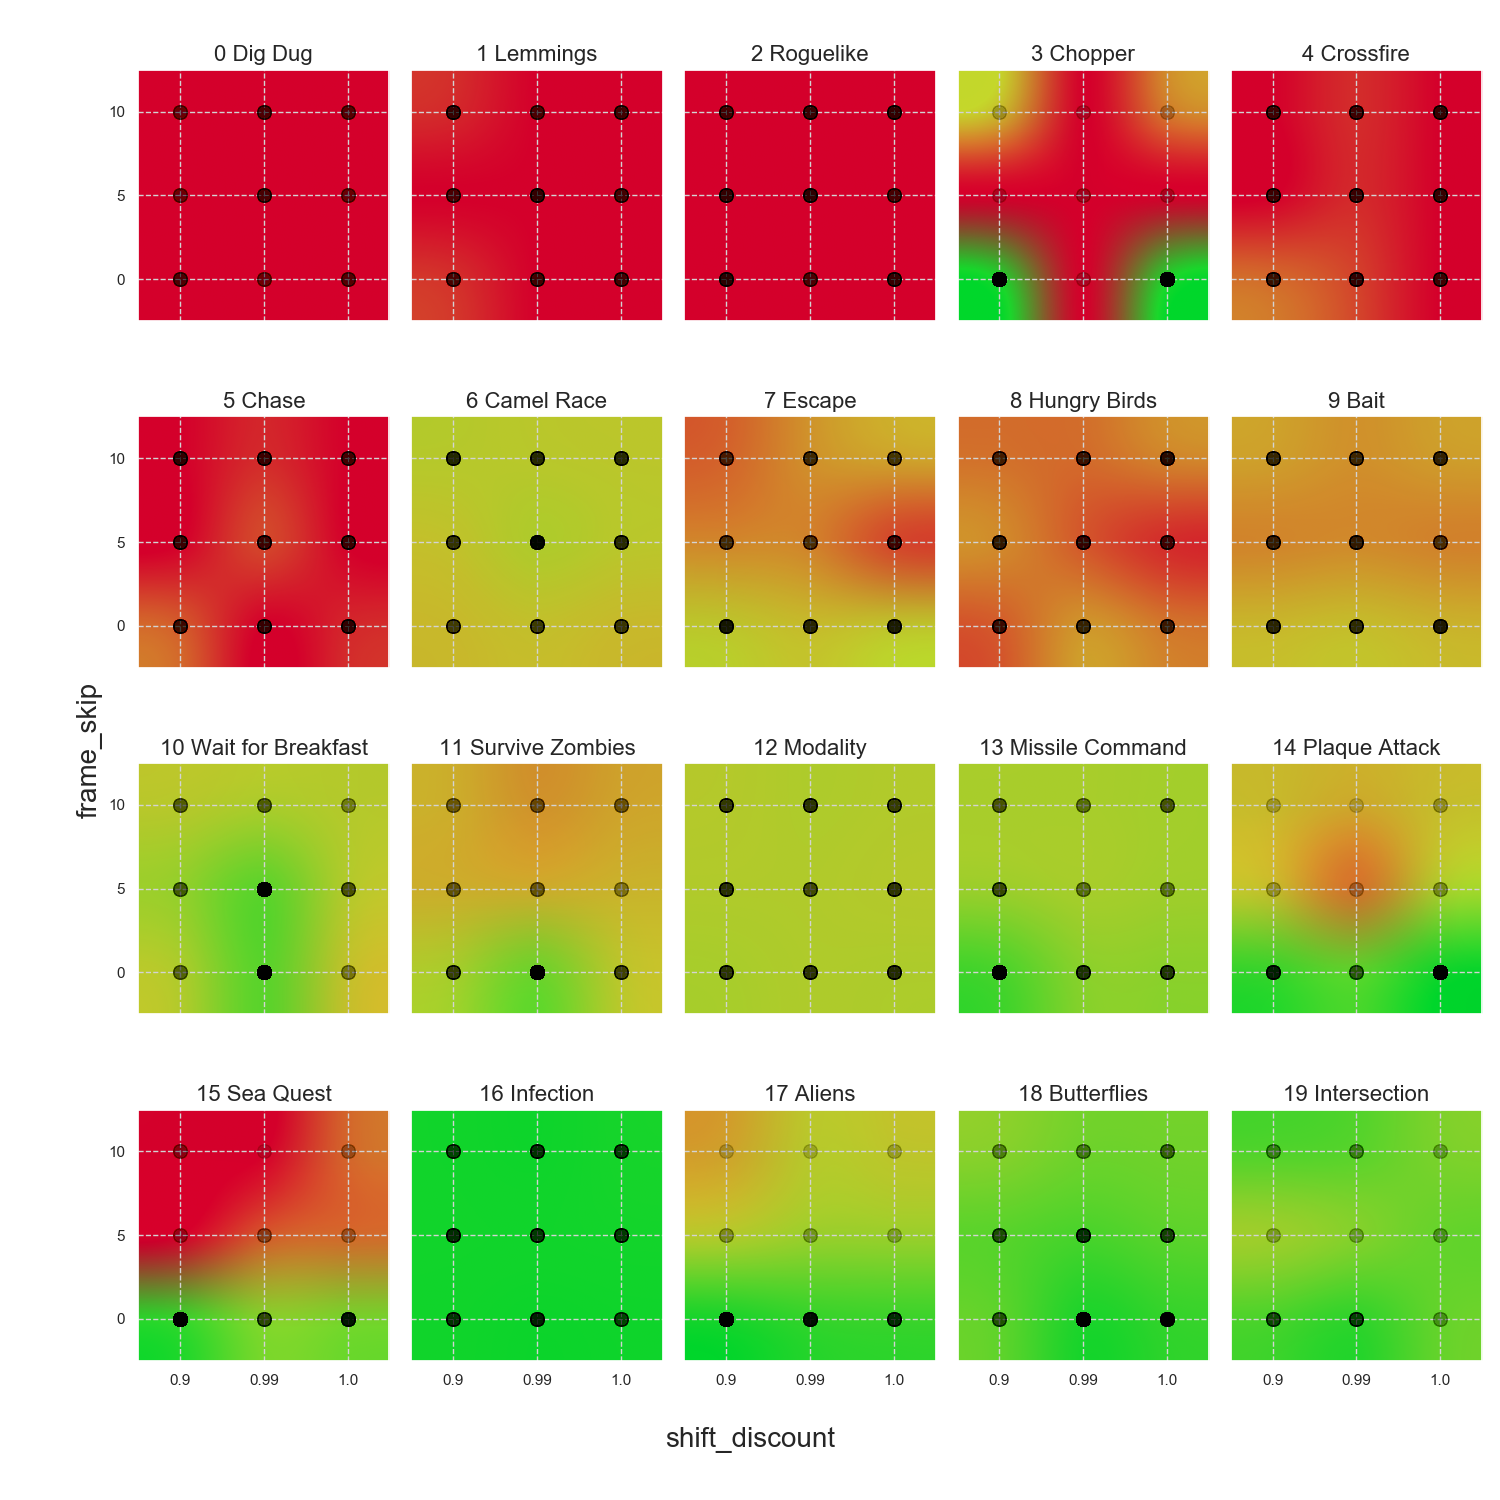 0 Dig Dug
1 Lemmings
2 Roguelike
3 Chopper
4 Crossfire
10
5
0
5 Chase
6 Camel Race
7 Escape
8 Hungry Birds
9 Bait
10
5
0
frame_skip
10 Wait for Breakfast
11 Survive Zombies
12 Modality
13 Missile Command
14 Plaque Attack
10
5
0
15 Sea Quest
16 Infection
17 Aliens
18 Butterflies
19 Intersection
10
5
0
0.9 0.99 1.0
0.9 0.99 1.0
0.9 0.99 1.0
0.9 0.99 1.0
0.9 0.99 1.0
shift_discount